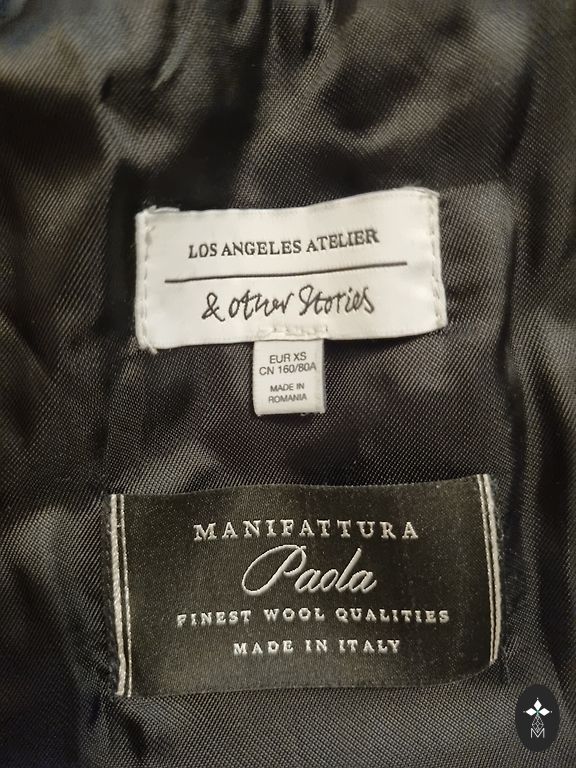 LOS ANGELES ATELIER
& other Stories
EUR XS
CN 160/80A
MADE IN
ROMANIA
MANIFATTURA
Paola
FINEST WOOL QUALITIES
MADE IN ITALY
M